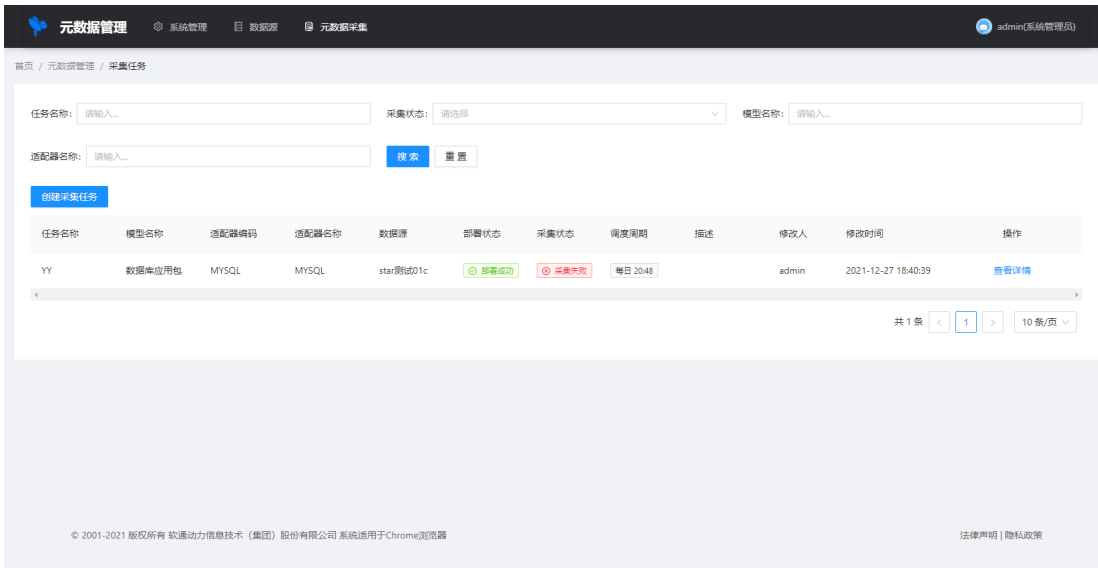 元数据管理 系统管理 数据源 元数据采集 admin(系统管理员)
首页 / 元数据管理 / 采集任务
任务名称: 请输入... 采集状态: 请选择 模型名称: 请输入...
适配器名称: 请输入... 搜索 重置
创建采集任务
任务名称 模型名称 适配器编码 适配器名称 数据源 部署状态 采集状态 调度周期 描述 修改人 修改时间 操作
YY 数据库应用包 MYSQL MYSQL star测试01c 部署成功 采集失败 每日 20:48 admin 2021-12-27 18:40:39 查看详情
共 1 条 < 1 > 10 条/页
© 2001-2021 版权所有 软通动力信息技术（集团）股份有限公司 系统适用于Chrome浏览器 法律声明 | 隐私政策